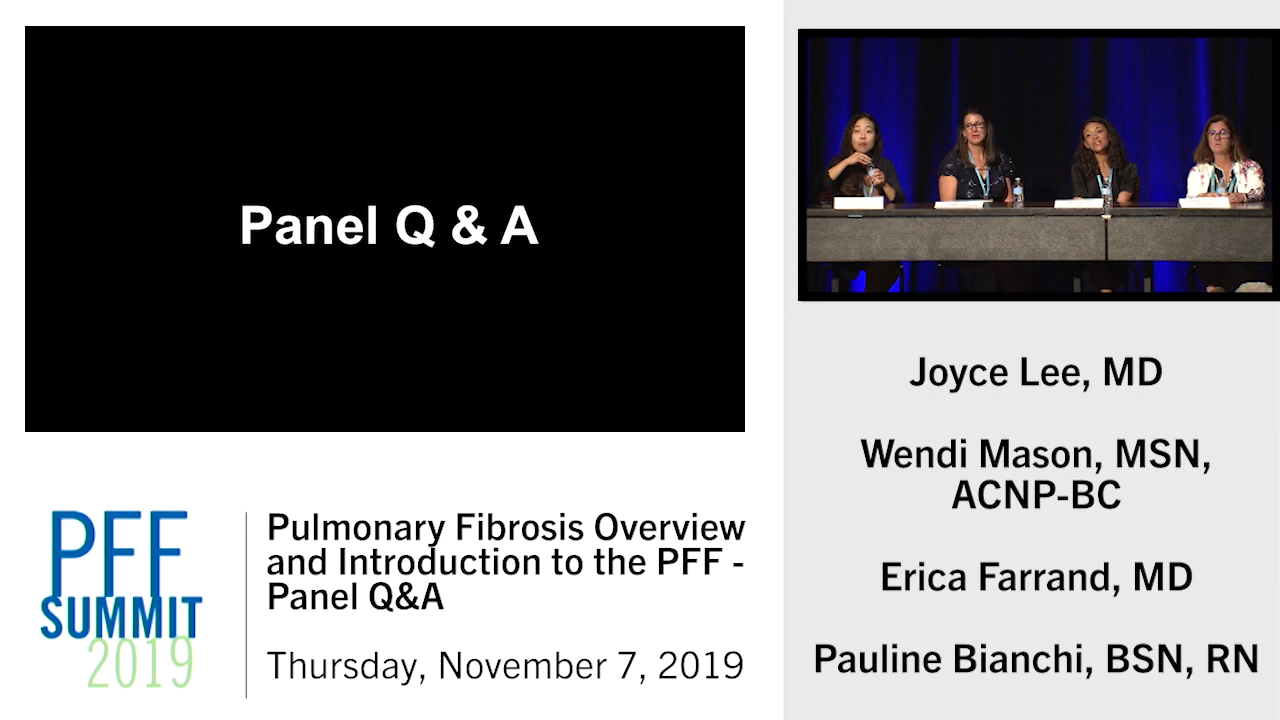 Panel Q & A
PFF
SUMMIT
2019
Pulmonary Fibrosis Overview
and Introduction to the PFF -
Panel Q&A
Thursday, November 7, 2019
Joyce Lee, MD
Wendi Mason, MSN,
ACNP-BC
Erica Farrand, MD
Pauline Bianchi, BSN, RN